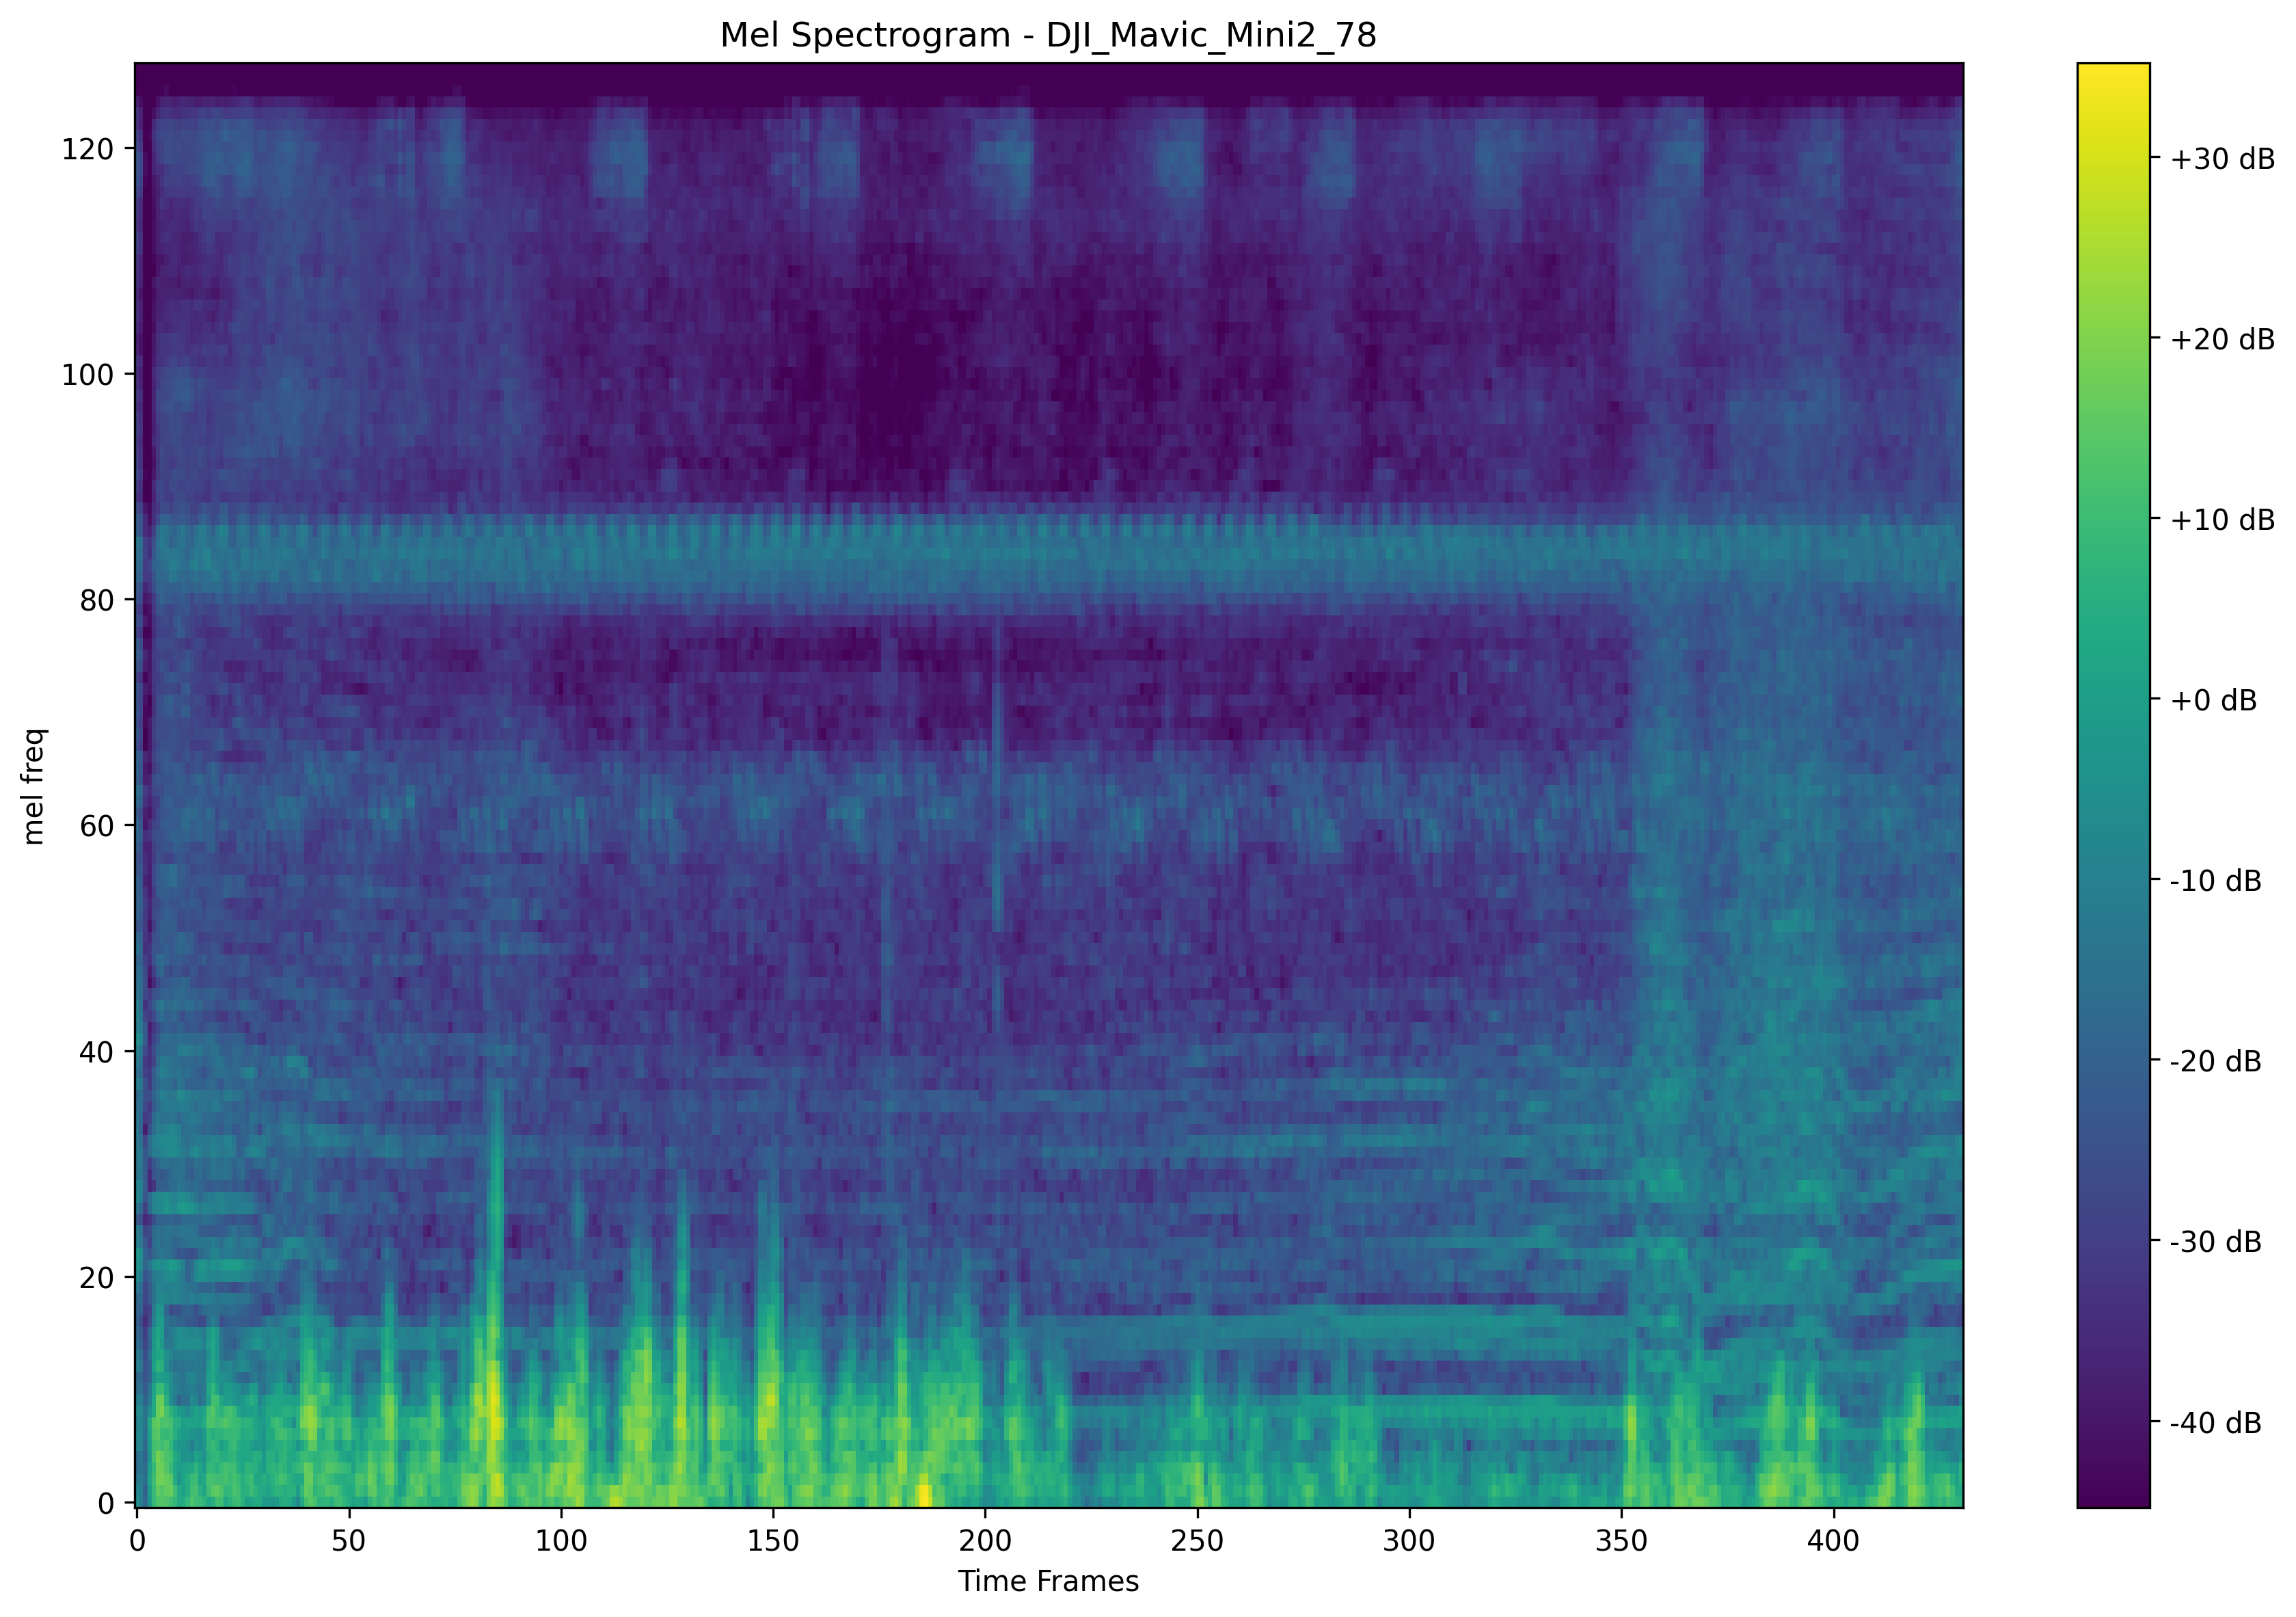 Mel Spectrogram - DJI_Mavic_Mini2_78
mel freq
120
100
80
60
40
20
0
0 50 100 150 200 250 300 350 400
Time Frames
+30 dB
+20 dB
+10 dB
+0 dB
-10 dB
-20 dB
-30 dB
-40 dB